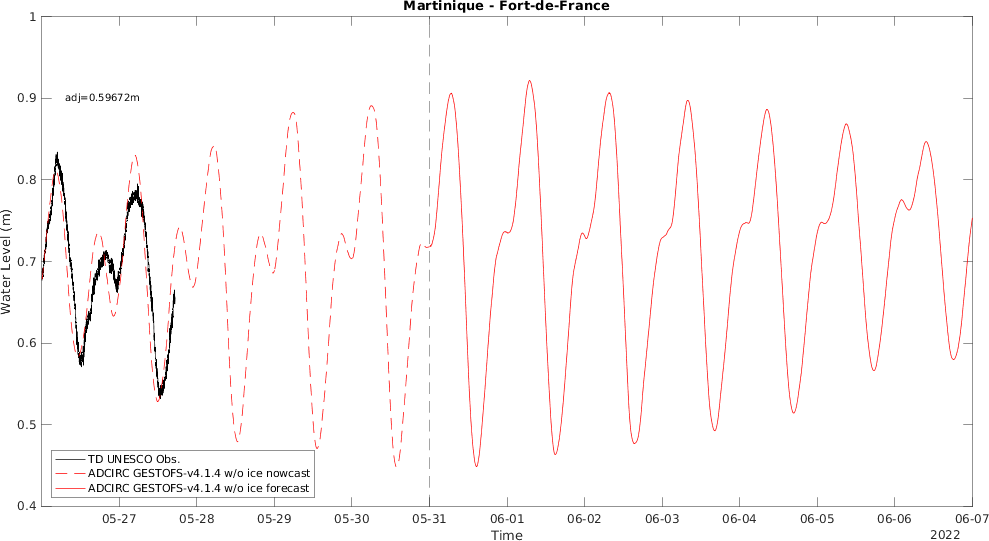 Martinique - Fort-de-France
1
0.9
0.8
0.7
0.6
0.5
0.4
Water Level (m)
adj=0.59672m
TD UNESCO Obs.
ADCIRC GESTOFS-v4.1.4 w/o ice nowcast
ADCIRC GESTOFS-v4.1.4 w/o ice forecast
05-27 05-28 05-29 05-30 05-31 06-01 06-02 06-03 06-04 06-05 06-06 06-07
Time
2022